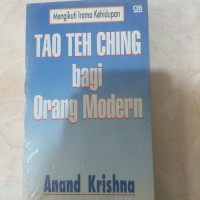 Mengikuti Irama Kehidupan
TAO TEH CHING
bagi
Orang Modern
Anand Krishna